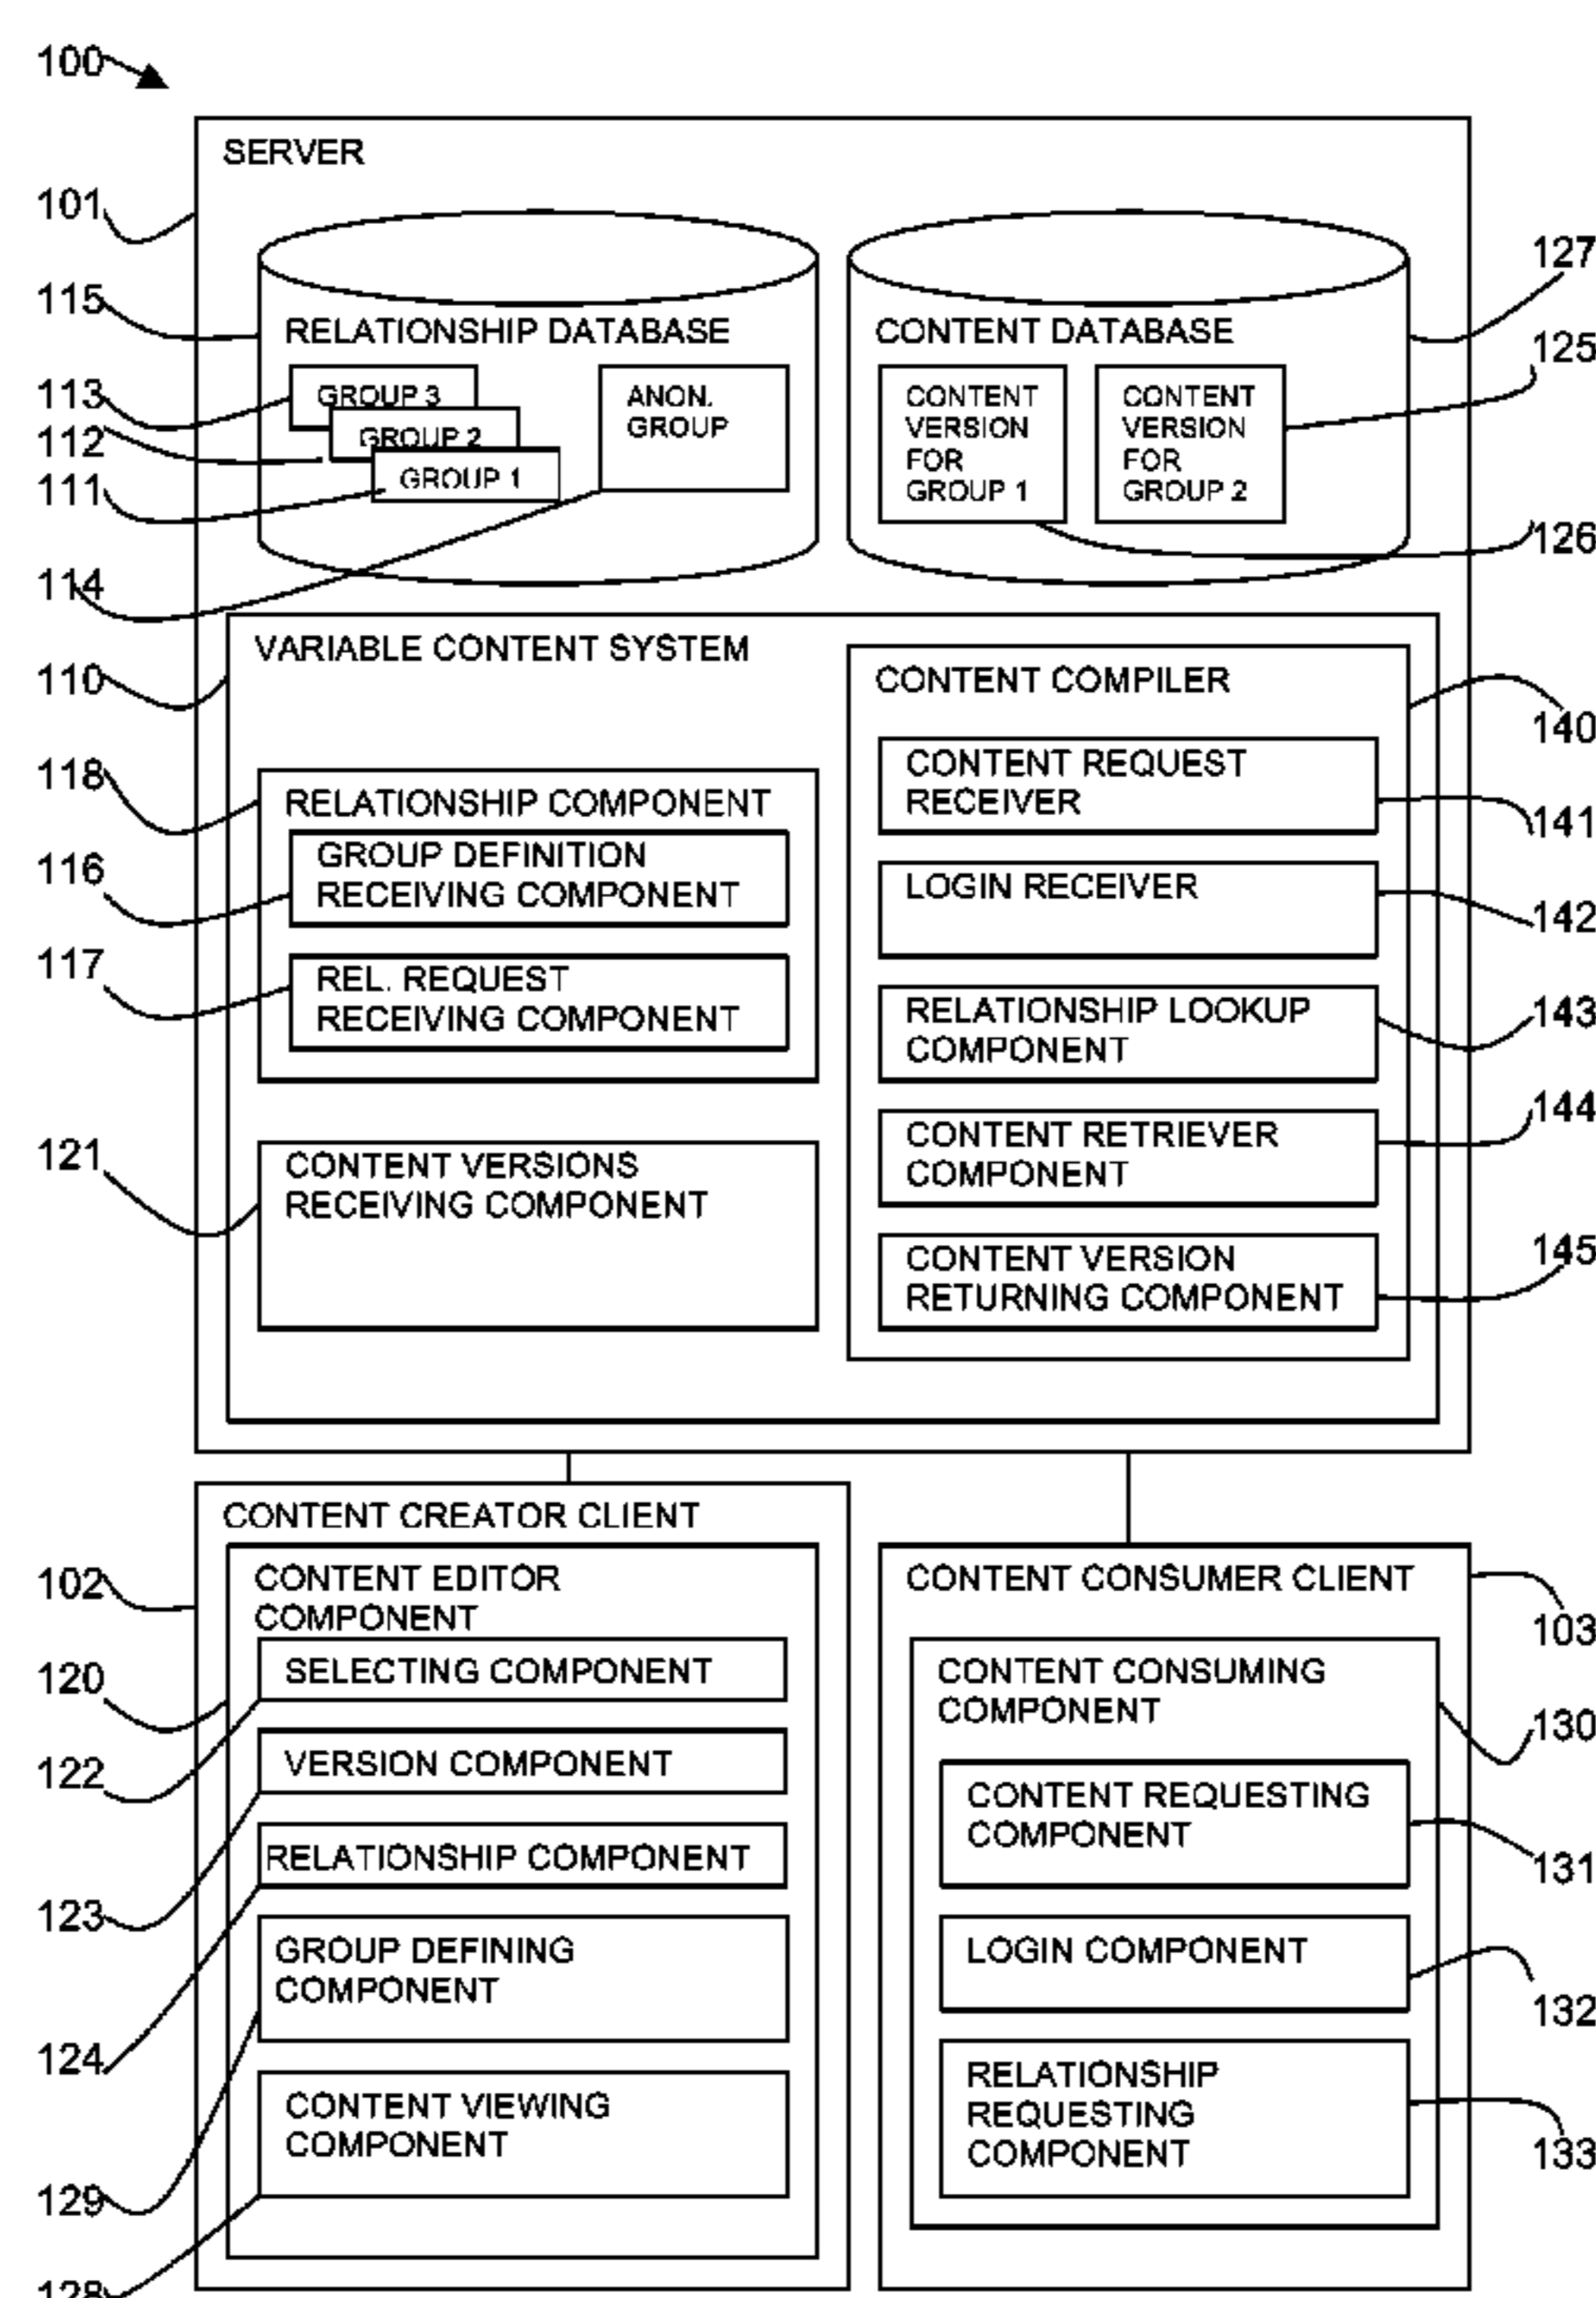 100
SERVER
101
115
RELATIONSHIP DATABASE
113
GROUP 3
112
GROUP 2
111
GROUP 1
ANON.
GROUP
114
CONTENT DATABASE
127
CONTENT
VERSION
FOR
GROUP 1
CONTENT
VERSION
FOR
GROUP 2
125
126
VARIABLE CONTENT SYSTEM
110
118
RELATIONSHIP COMPONENT
116
GROUP DEFINITION
RECEIVING COMPONENT
117
REL. REQUEST
RECEIVING COMPONENT
121
CONTENT VERSIONS
RECEIVING COMPONENT
CONTENT COMPILER
140
CONTENT REQUEST
RECEIVER
141
LOGIN RECEIVER
142
RELATIONSHIP LOOKUP
COMPONENT
143
CONTENT RETRIEVER
COMPONENT
144
CONTENT VERSION
RETURNING COMPONENT
145
CONTENT CREATOR CLIENT
102
CONTENT EDITOR
COMPONENT
120
SELECTING COMPONENT
122
VERSION COMPONENT
123
RELATIONSHIP COMPONENT
124
GROUP DEFINING
COMPONENT
129
CONTENT VIEWING
COMPONENT
128
CONTENT CONSUMER CLIENT
103
CONTENT CONSUMING
COMPONENT
130
CONTENT REQUESTING
COMPONENT
131
LOGIN COMPONENT
132
RELATIONSHIP
REQUESTING
COMPONENT
133